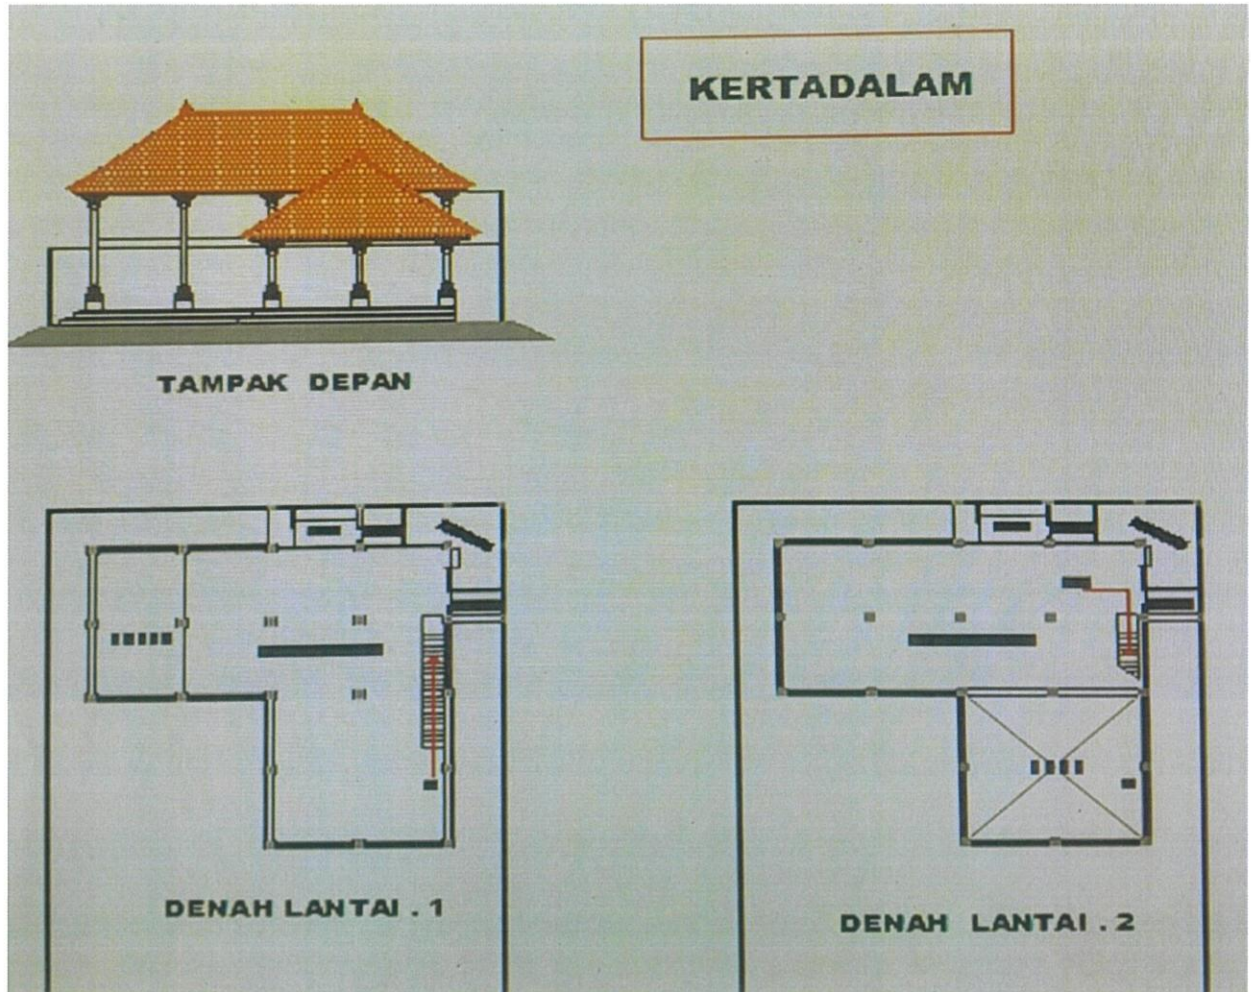 KERTADALAM
TAMPAK DEPAN
DENAH LANTAI . 1
DENAH LANTAI . 2